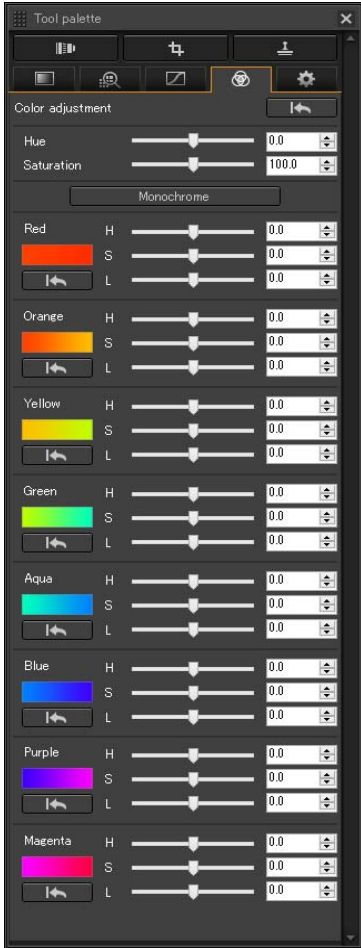 Tool palette
Color adjustment
Hue 0.0
Saturation 100.0
Monochrome
Red H 0.0
S 0.0
L 0.0
Orange H 0.0
S 0.0
L 0.0
Yellow H 0.0
S 0.0
L 0.0
Green H 0.0
S 0.0
L 0.0
Aqua H 0.0
S 0.0
L 0.0
Blue H 0.0
S 0.0
L 0.0
Purple H 0.0
S 0.0
L 0.0
Magenta H 0.0
S 0.0
L 0.0